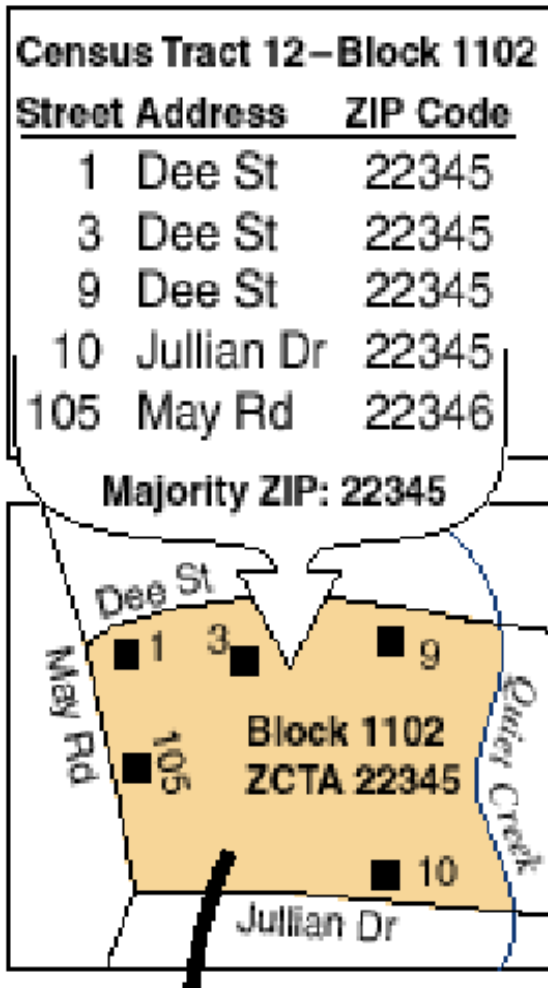 Census Tract 12–Block 1102
Street Address ZIP Code
1 Dee St 22345
3 Dee St 22345
9 Dee St 22345
10 Jullian Dr 22345
105 May Rd 22346
Majority ZIP: 22345
Dee St
1
3
9
May Rd
105
Block 1102
ZCTA 22345
Quiet Creek
10
Jullian Dr